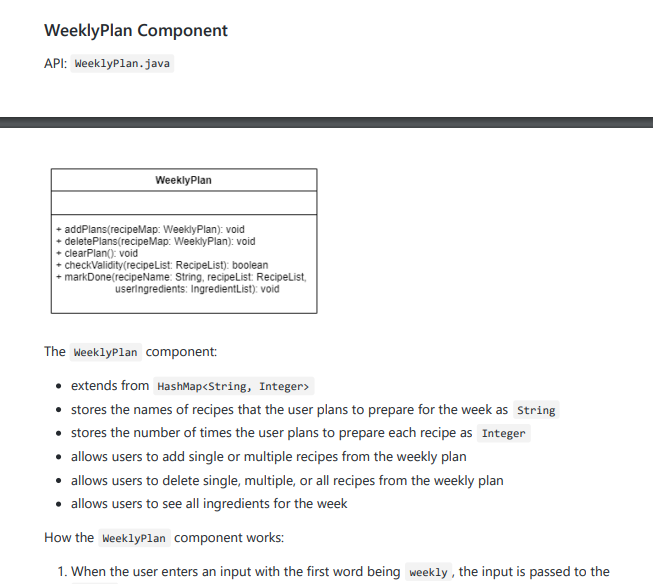 WeeklyPlan Component
API: WeeklyPlan.java
WeeklyPlan
+ addPlans(recipeMap: WeeklyPlan): void
+ deletePlans(recipeMap: WeeklyPlan): void
+ clearPlan(): void
+ checkValidity(recipeList: RecipeList): boolean
+ markDone(recipeName: String, recipeList: RecipeList,
userIngredients: IngredientList): void
The WeeklyPlan component:
• extends from HashMap<String, Integer>
• stores the names of recipes that the user plans to prepare for the week as String
• stores the number of times the user plans to prepare each recipe as Integer
• allows users to add single or multiple recipes from the weekly plan
• allows users to delete single, multiple, or all recipes from the weekly plan
• allows users to see all ingredients for the week
How the WeeklyPlan component works:
1. When the user enters an input with the first word being weekly , the input is passed to the